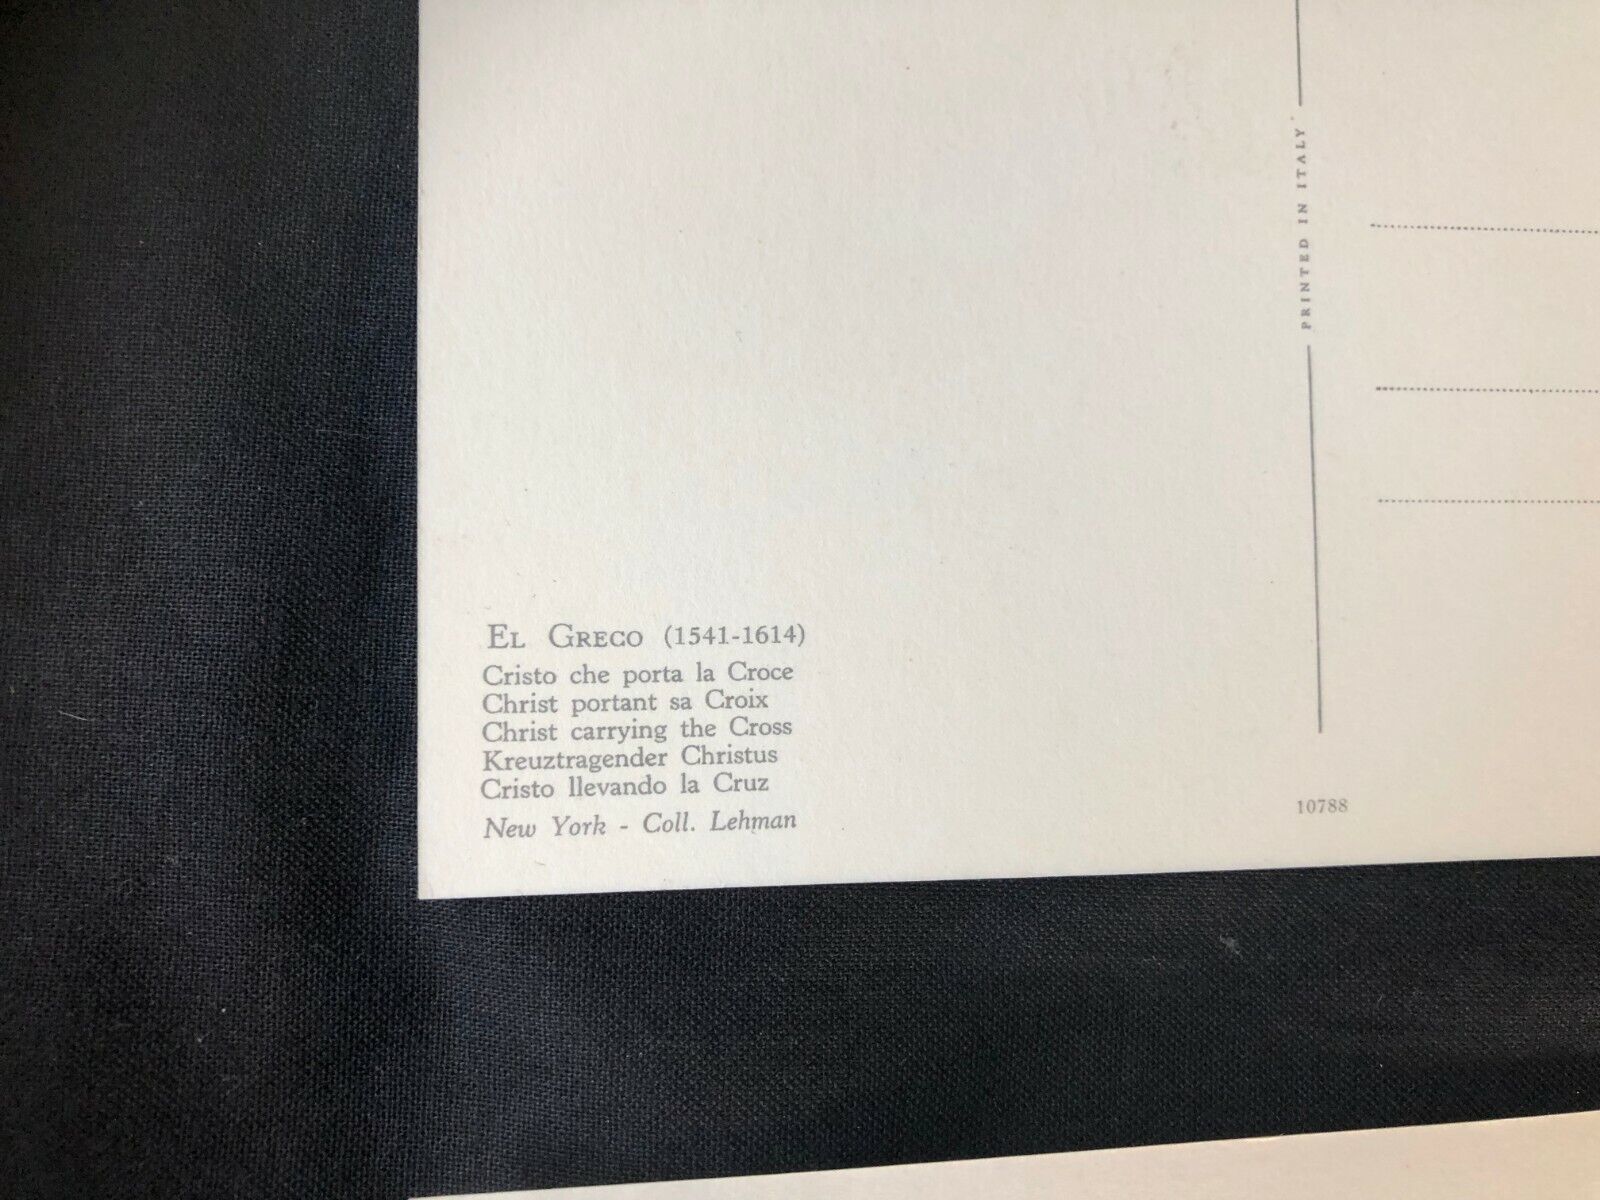 EL GRECO (1541-1614)
Cristo che porta la Croce
Christ portant sa Croix
Christ carrying the Cross
Kreuztragender Christus
Cristo llevando la Cruz
New York - Coll. Lehman
PRINTED IN ITALY
10788